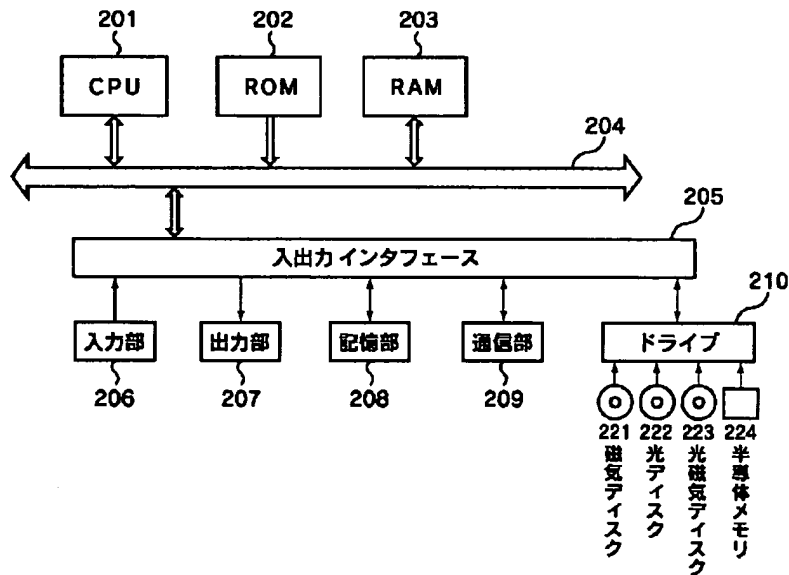 201
202
203
CPU
ROM
RAM
204
205
入出力インタフェース
210
入力部
出力部
記憶部
通信部
ドライブ
206
207
208
209
221
222
223
224
磁気ディスク
光ディスク
光磁気ディスク
半導体メモリ